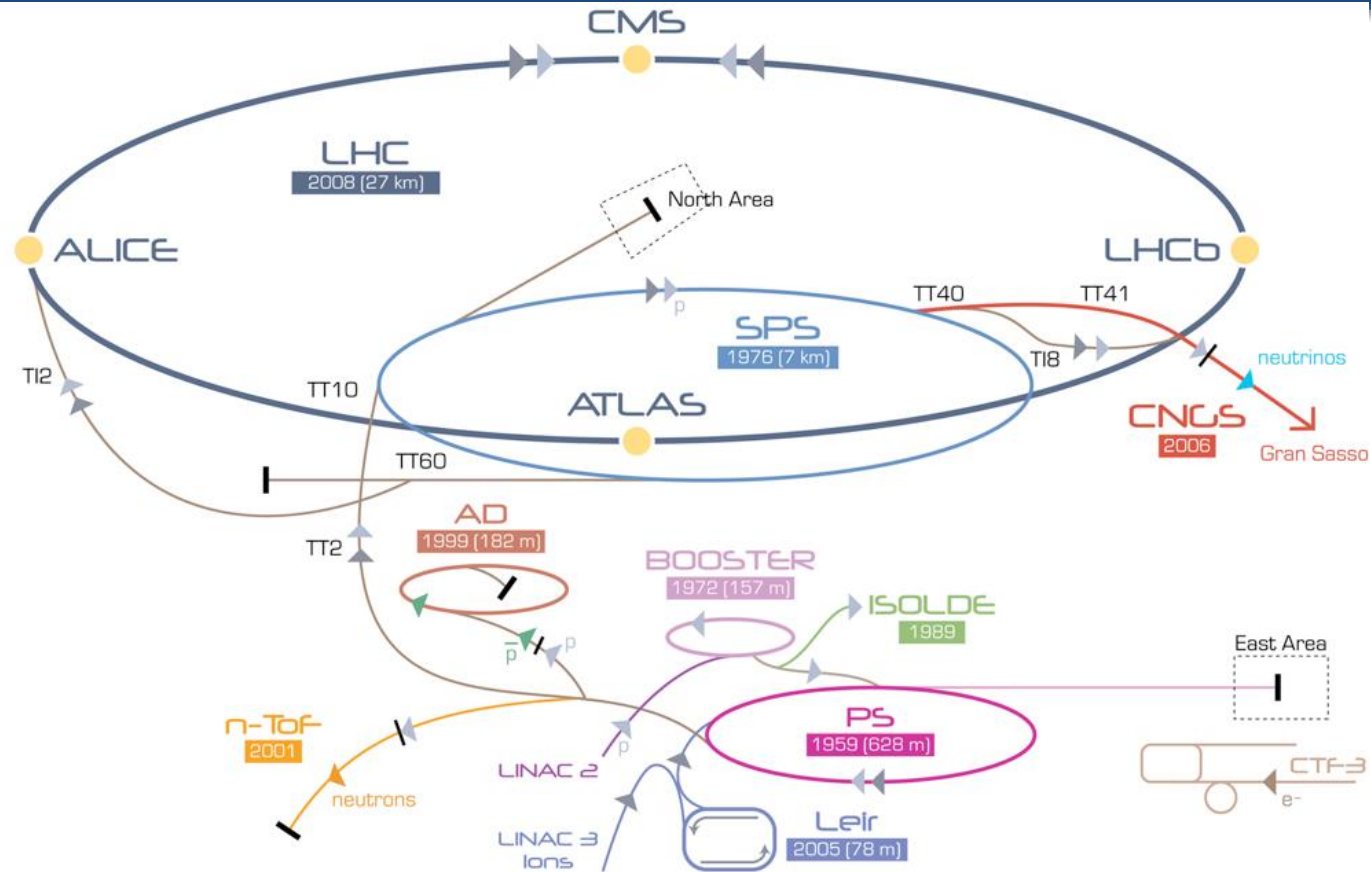 CMS
LHC
2008 (27 km)
North Area
ALICE
LHCb
TT40
TT41
p
SPS
1976 (7 km)
TI8
neutrinos
TI2
TT10
ATLAS
CNGS
2006
Gran Sasso
TT60
AD
1999 (182 m)
TT2
BOOSTER
1972 (157 m)
ISOLDE
1989
p̅
p
East Area
n-ToF
2001
PS
1959 (628 m)
p
LINAC 2
neutrons
CTF-3
e-
LINAC 3
Ions
Leir
2005 (78 m)